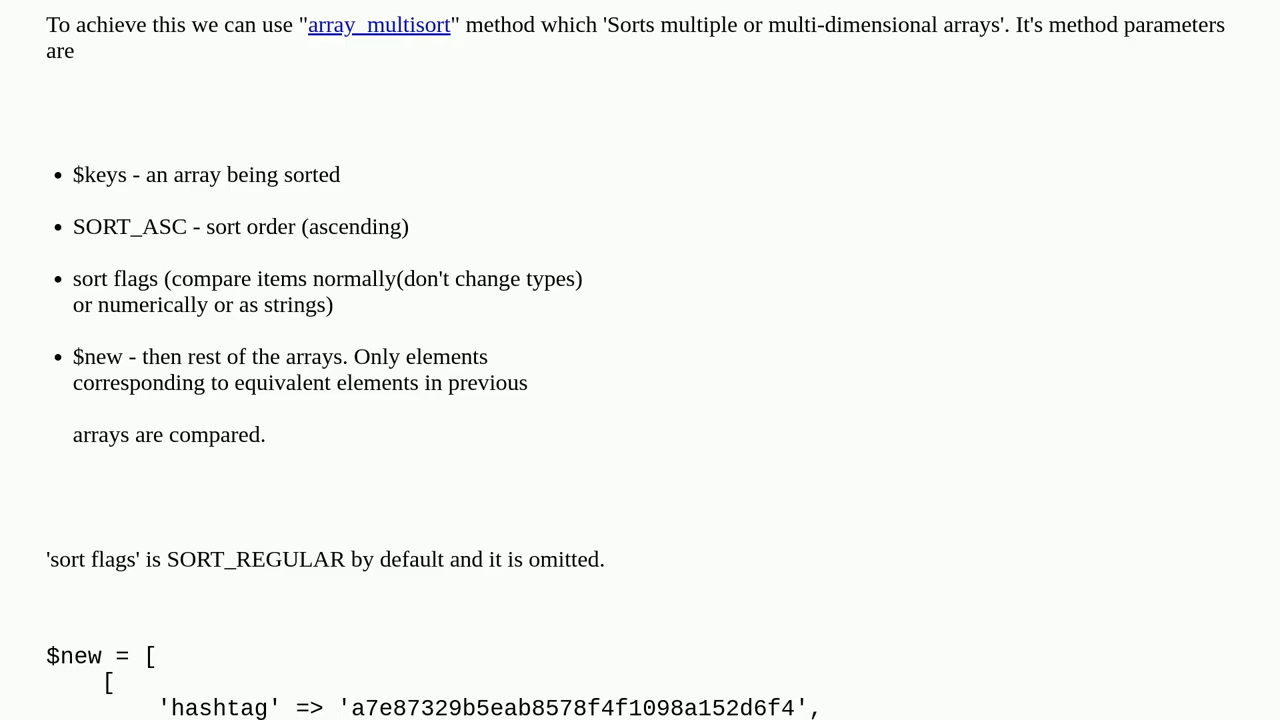 To achieve this we can use "array_multisort" method which 'Sorts multiple or multi-dimensional arrays'. It's method parameters
are
• $keys - an array being sorted
• SORT_ASC - sort order (ascending)
• sort flags (compare items normally(don't change types)
or numerically or as strings)
• $new - then rest of the arrays. Only elements
corresponding to equivalent elements in previous
arrays are compared.
'sort flags' is SORT_REGULAR by default and it is omitted.
$new = [
    [
        'hashtag' => 'a7e87329b5eab8578f4f1098a152d6f4',